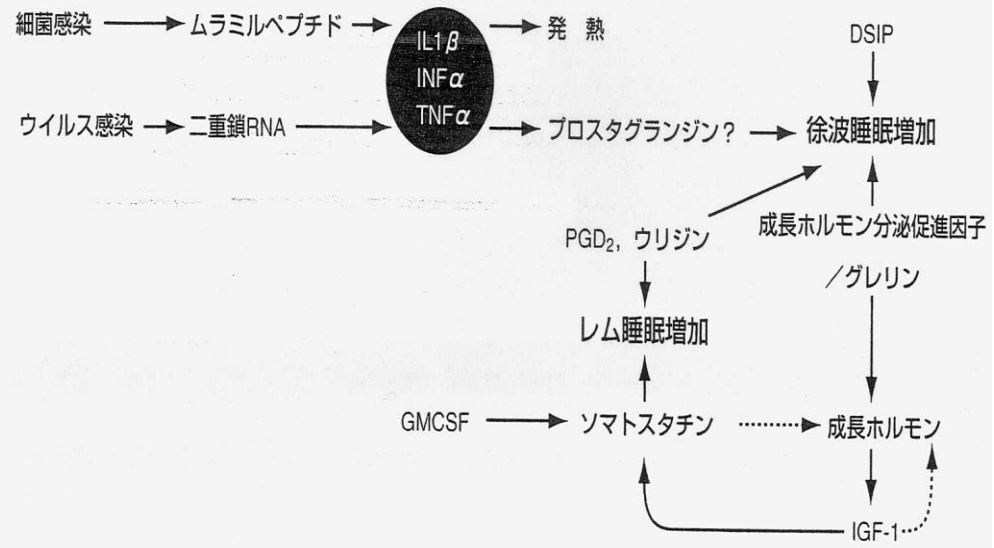 細菌感染
ムラミルペプチド
IL1β
INFα
TNFα
発 熱
DSIP
ウイルス感染
二重鎖RNA
プロスタグランジン?
徐波睡眠増加
PGD₂, ウリジン
成長ホルモン分泌促進因子
/グレリン
レム睡眠増加
GMCSF
ソマトスタチン
成長ホルモン
IGF-1